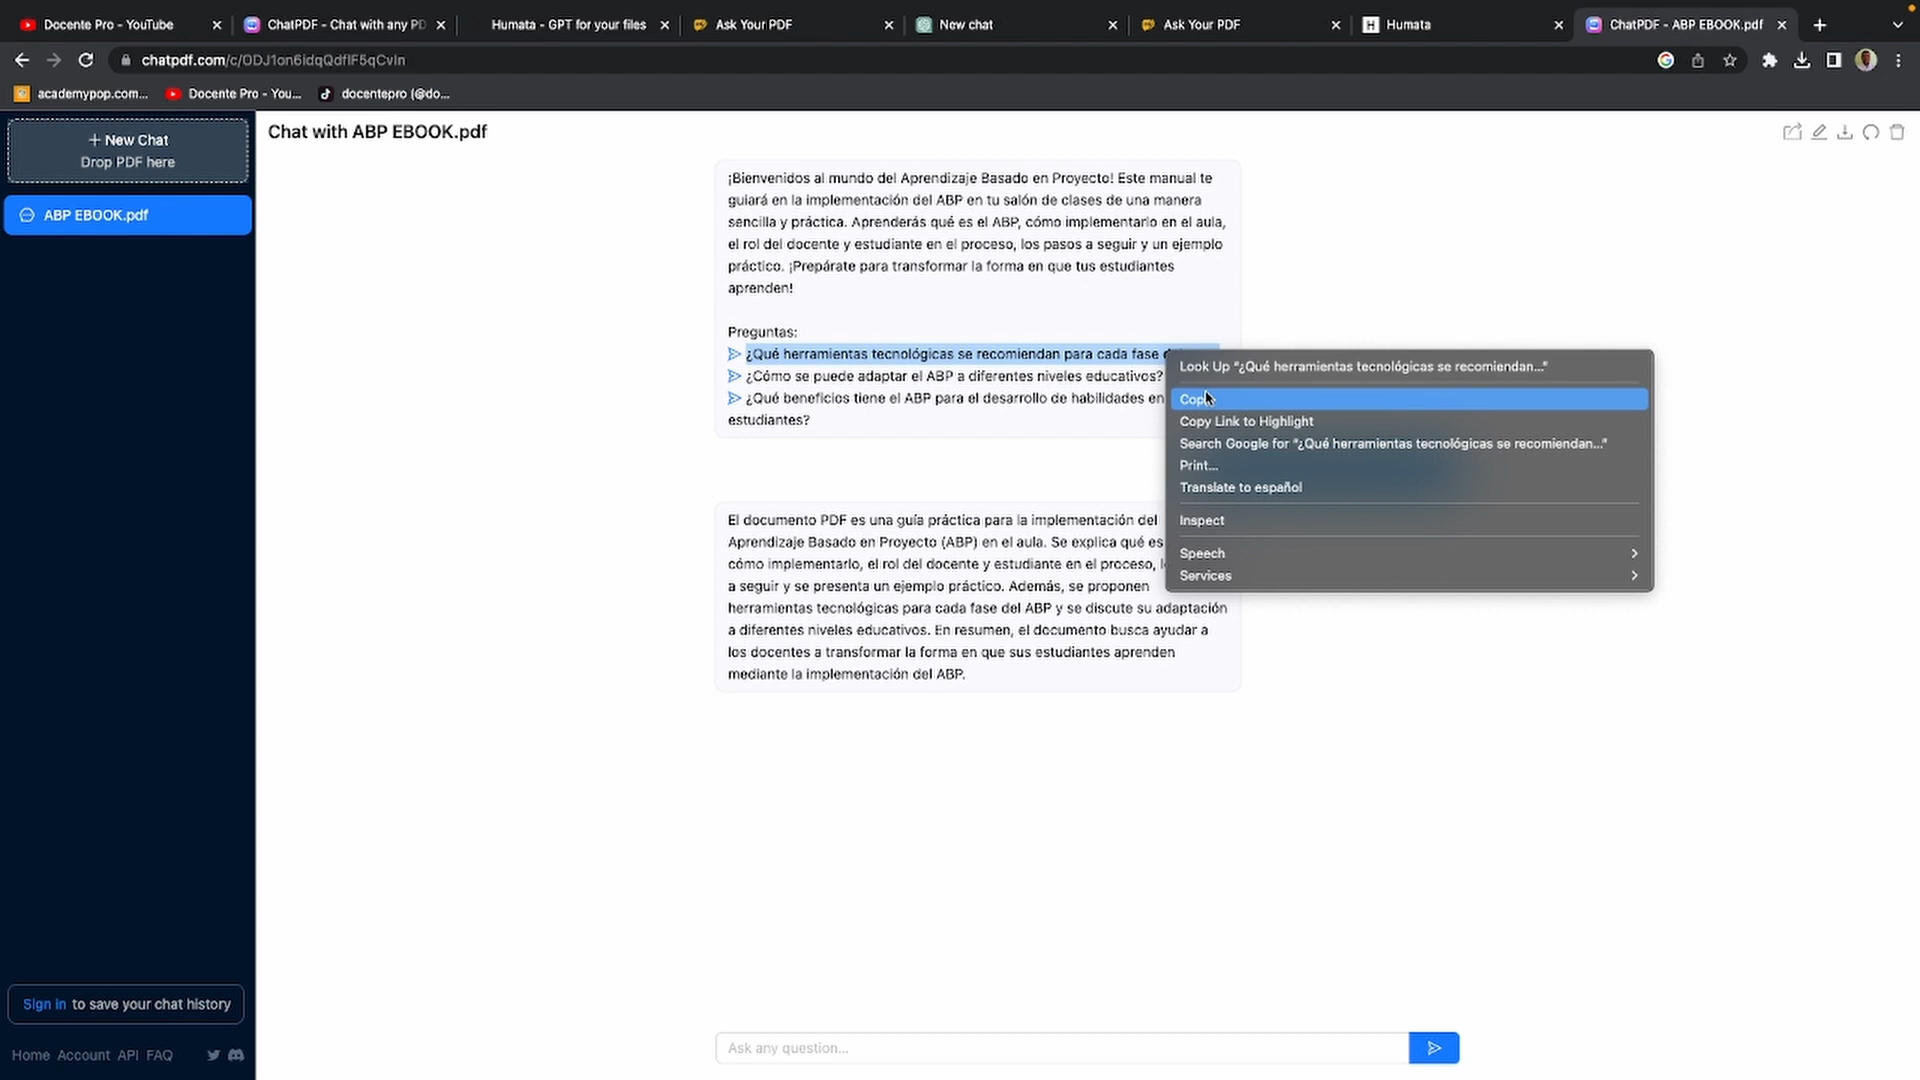 Docente Pro - YouTube
ChatPDF - Chat with any PD
Humata - GPT for your files
Ask Your PDF
New chat
Ask Your PDF
Humata
ChatPDF - ABP EBOOK.pdf
academypop.com...
Docente Pro - You...
docentepro (@do...
+ New Chat
Drop PDF here
ABP EBOOK.pdf
Chat with ABP EBOOK.pdf
¡Bienvenidos al mundo del Aprendizaje Basado en Proyecto! Este manual te
guiará en la implementación del ABP en tu salón de clases de una manera
sencilla y práctica. Aprenderás qué es el ABP, cómo implementarlo en el aula,
el rol del docente y estudiante en el proceso, los pasos a seguir y un ejemplo
práctico. ¡Prepárate para transformar la forma en que tus estudiantes
aprenden!
Preguntas:
¿Qué herramientas tecnológicas se recomiendan para cada fase
¿Cómo se puede adaptar el ABP a diferentes niveles educativos?
¿Qué beneficios tiene el ABP para el desarrollo de habilidades en
estudiantes?
Look Up "¿Qué herramientas tecnológicas se recomiendan..."
Copy
Copy Link to Highlight
Search Google for "¿Qué herramientas tecnológicas se recomiendan..."
Print...
Translate to español
Inspect
Speech
Services
El documento PDF es una guía práctica para la implementación del
Aprendizaje Basado en Proyecto (ABP) en el aula. Se explica qué es
cómo implementarlo, el rol del docente y estudiante en el proceso,
a seguir y se presenta un ejemplo práctico. Además, se proponen
herramientas tecnológicas para cada fase del ABP y se discute su adaptación
a diferentes niveles educativos. En resumen, el documento busca ayudar a
los docentes a transformar la forma en que sus estudiantes aprenden
mediante la implementación del ABP.
Sign in to save your chat history
Home Account API FAQ
Ask any question...